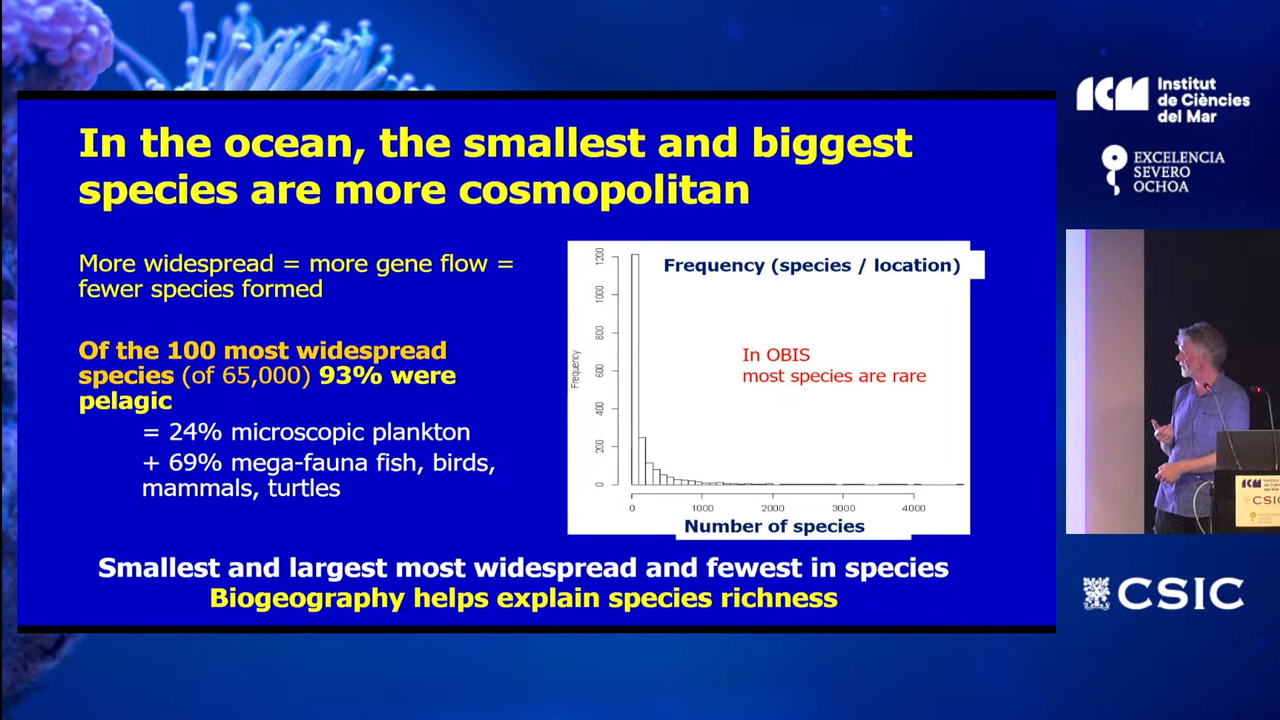 In the ocean, the smallest and biggest
species are more cosmopolitan
More widespread = more gene flow =
fewer species formed
Of the 100 most widespread
species (of 65,000) 93% were
pelagic
= 24% microscopic plankton
+ 69% mega-fauna fish, birds,
mammals, turtles
Frequency (species / location)
In OBIS
most species are rare
Frequency
0
200
400
600
800
1000
1200
0
1000
2000
3000
4000
Number of species
Smallest and largest most widespread and fewest in species
Biogeography helps explain species richness
ICM Institut
de Ciències
del Mar
EXCELENCIA
SEVERO
OCHOA
ICM
CSIC
CSIC